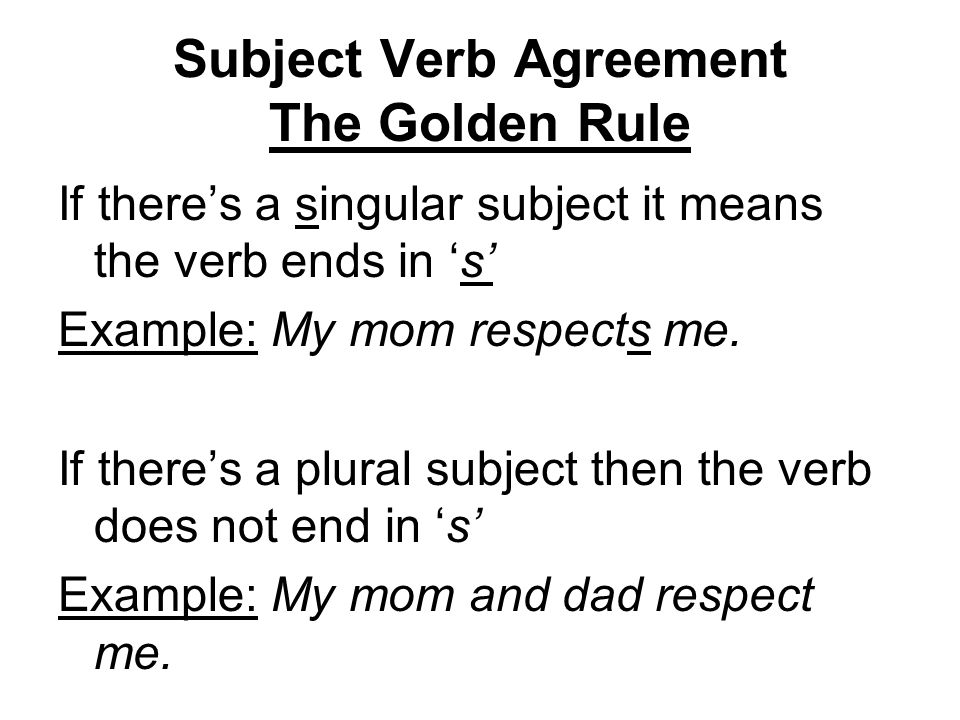 Subject Verb Agreement
The Golden Rule
If there’s a singular subject it means
the verb ends in ‘s’
Example: My mom respects me.
If there’s a plural subject then the verb
does not end in ‘s’
Example: My mom and dad respect
me.